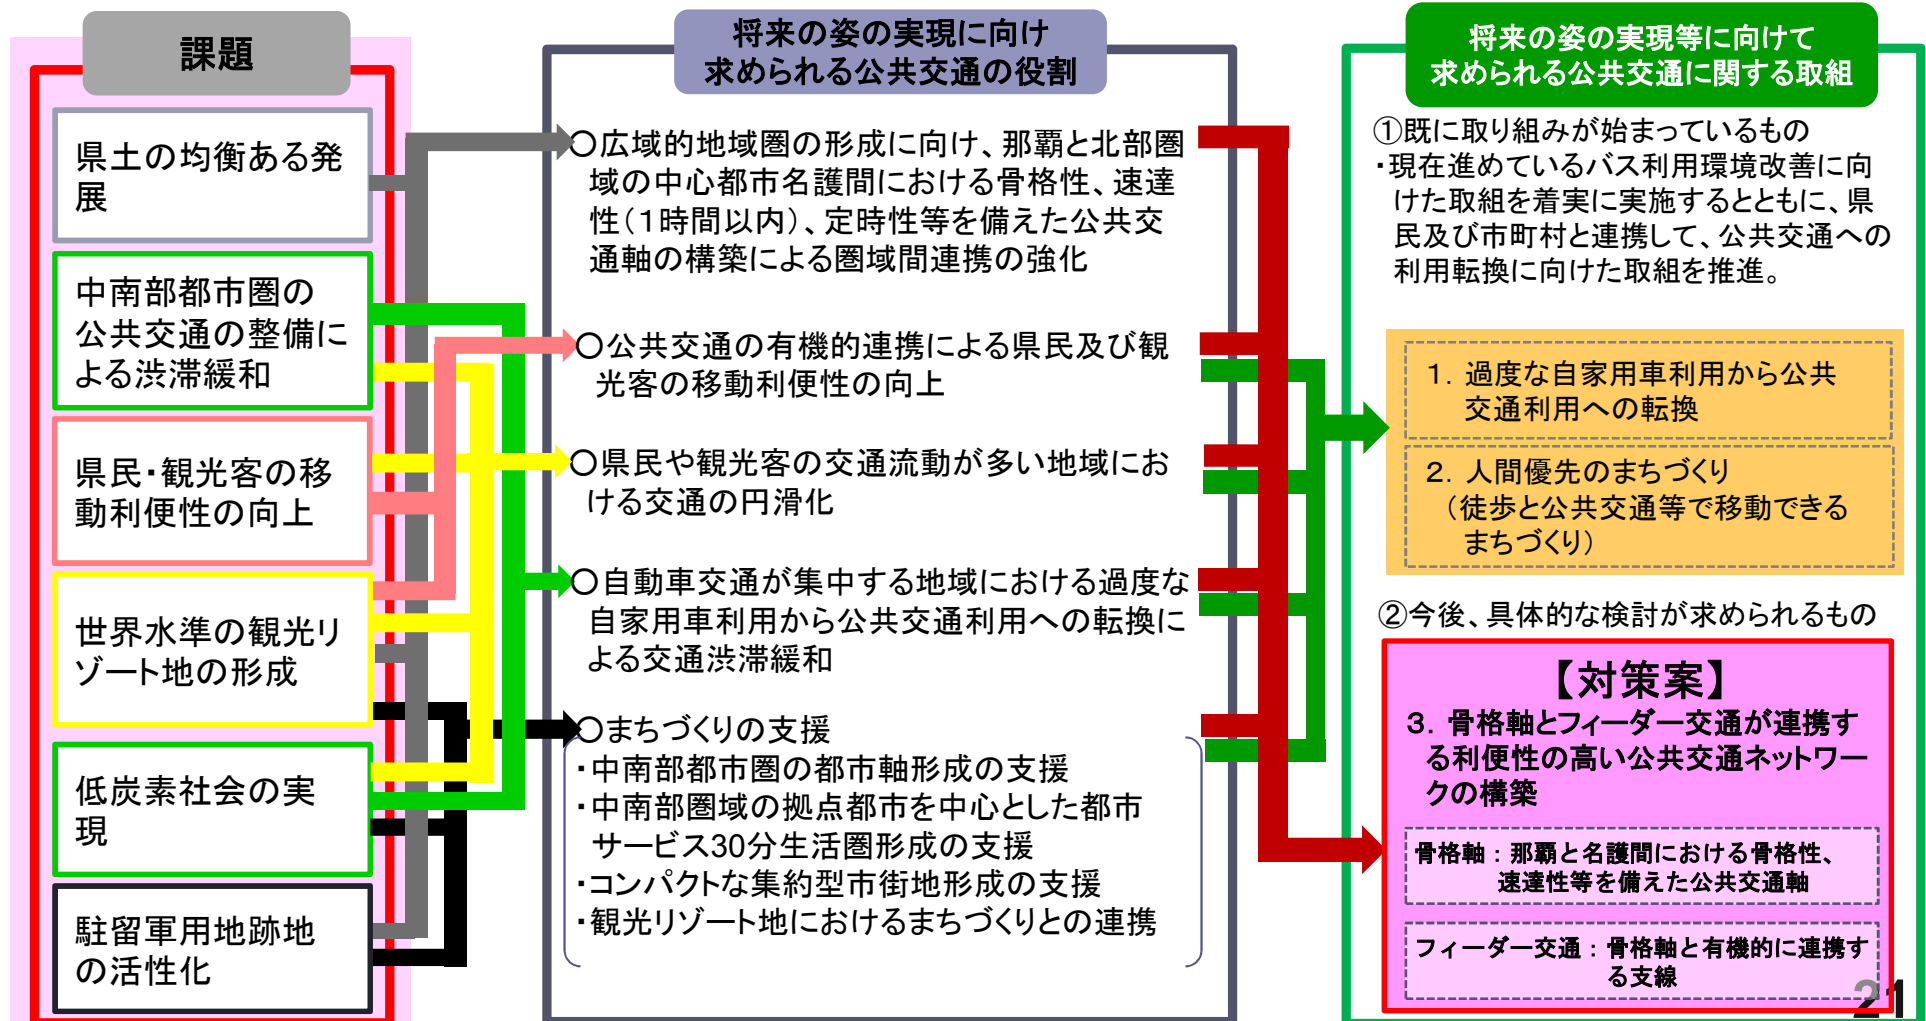 課題
県土の均衡ある発
展
中南部都市圏の
公共交通の整備に
よる渋滞緩和
県民・観光客の移
動利便性の向上
世界水準の観光リ
ゾート地の形成
低炭素社会の実
現
駐留軍用地跡地
の活性化
将来の姿の実現に向け
求められる公共交通の役割
○広域的地域圏の形成に向け、那覇と北部圏
域の中心都市名護間における骨格性、速達
性（1時間以内）、定時性等を備えた公共交
通軸の構築による圏域間連携の強化
○公共交通の有機的連携による県民及び観
光客の移動利便性の向上
○県民や観光客の交通流動が多い地域にお
ける交通の円滑化
○自動車交通が集中する地域における過度な
自家用車利用から公共交通利用への転換に
よる交通渋滞緩和
○まちづくりの支援
・中南部都市圏の都市軸形成の支援
・中南部圏域の拠点都市を中心とした都市
サービス30分生活圏形成の支援
・コンパクトな集約型市街地形成の支援
・観光リゾート地におけるまちづくりとの連携
将来の姿の実現等に向けて
求められる公共交通に関する取組
①既に取り組みが始まっているもの
・現在進めているバス利用環境改善に向
けた取組を着実に実施するとともに、県
民及び市町村と連携して、公共交通への
利用転換に向けた取組を推進。
1．過度な自家用車利用から公共
交通利用への転換
2．人間優先のまちづくり
（徒歩と公共交通等で移動できる
まちづくり）
②今後、具体的な検討が求められるもの
【対策案】
3．骨格軸とフィーダー交通が連携す
る利便性の高い公共交通ネットワー
クの構築
骨格軸：那覇と名護間における骨格性、
速達性等を備えた公共交通軸
フィーダー交通：骨格軸と有機的に連携す
る支線
21